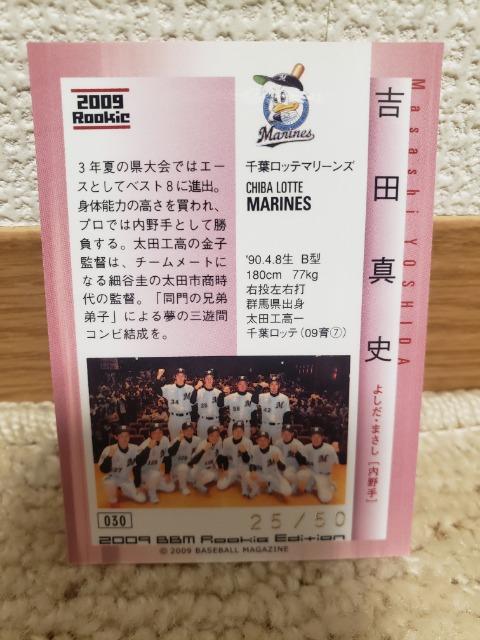 2009
Rookie
3年夏の県大会ではエー
スとしてベスト8に進出。
身体能力の高さを買われ、
プロでは内野手として勝
負する。太田工高の金子
監督は、チームメートに
なる細谷圭の太田市商時
代の監督。「同門の兄弟
弟子」による夢の三遊間
コンビ結成を。
M
Marines
千葉ロッテマリーンズ
CHIBA LOTTE
MARINES
'90.4.8生 B型
180cm 77kg
右投左右打
群馬県出身
太田工高―
千葉ロッテ(09育⑦)
吉田真史
Masashi YOSHIDA
よしだ・まさし[内野手]
030
25/50
2009 BBM Rookie Edition
© 2009 BASEBALL MAGAZINE